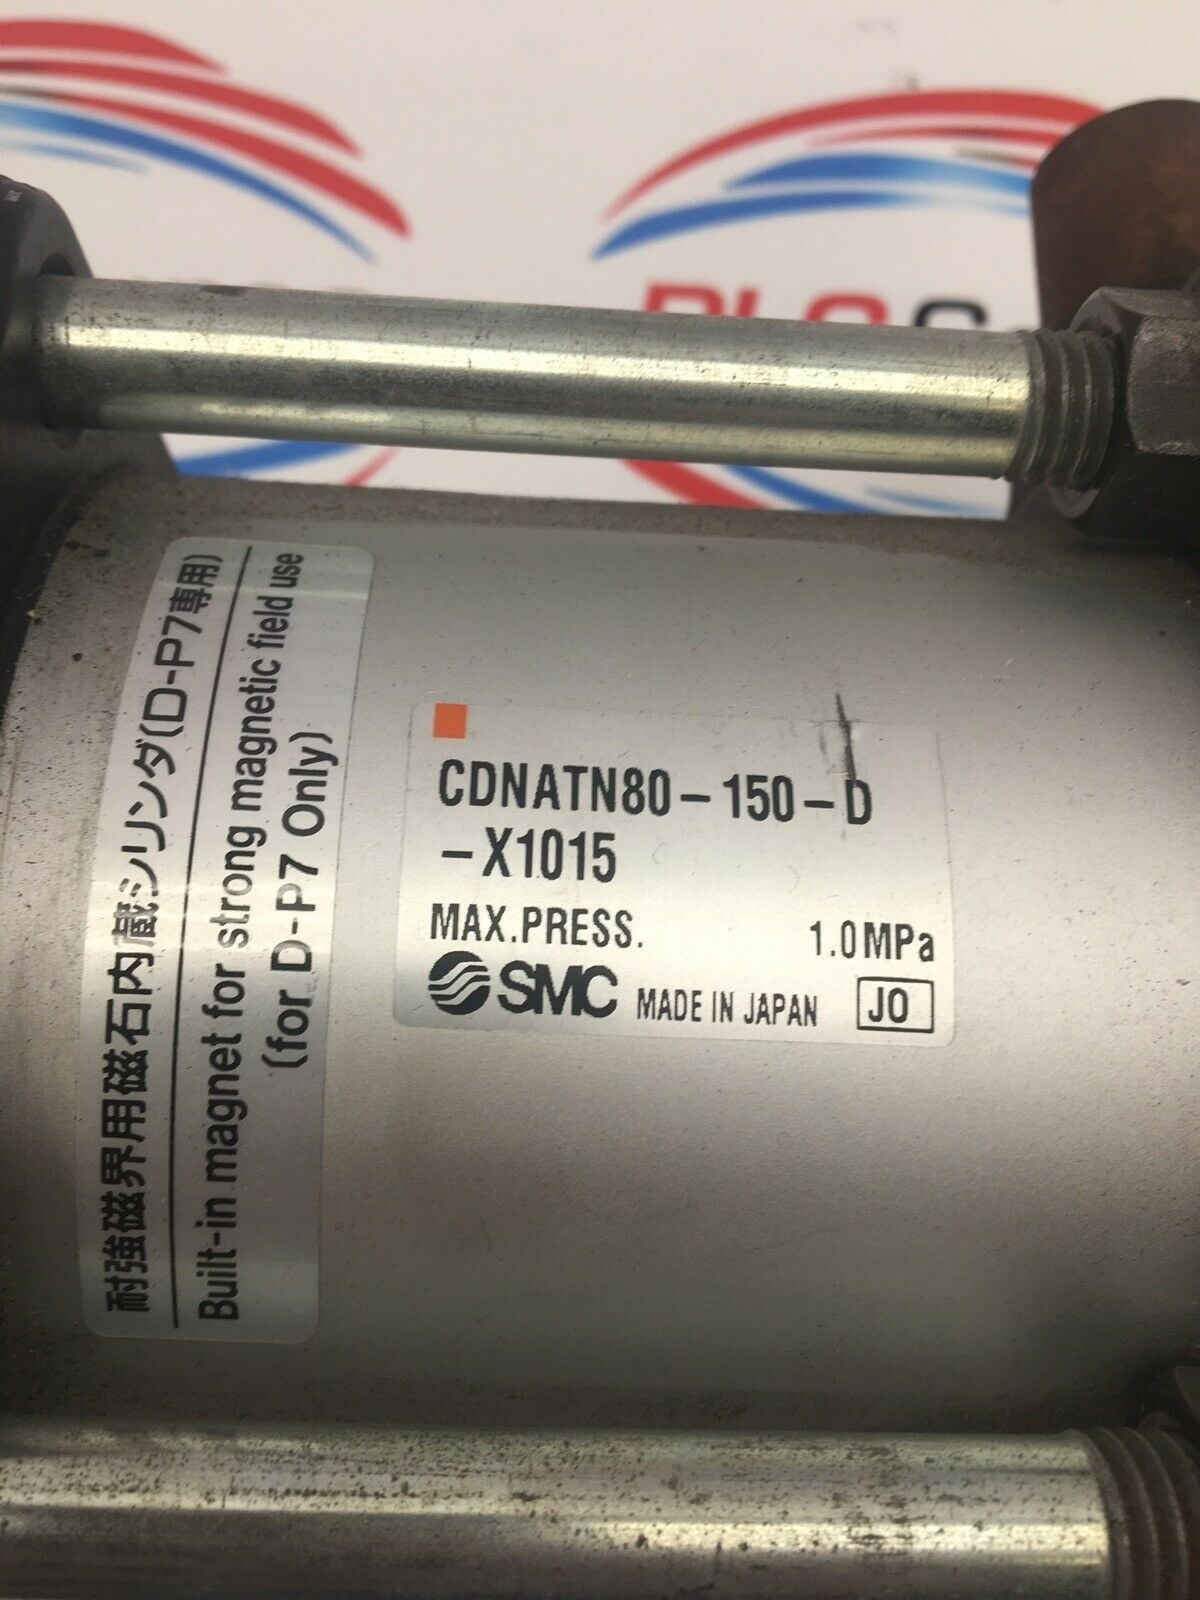 耐強磁界用磁石内蔵シリンダ(D-P7専用)
Built-in magnet for strong magnetic field use
(for D-P7 Only)
CDNATN80-150-D
-X1015
MAX.PRESS. 1.0MPa
SMC MADE IN JAPAN JO